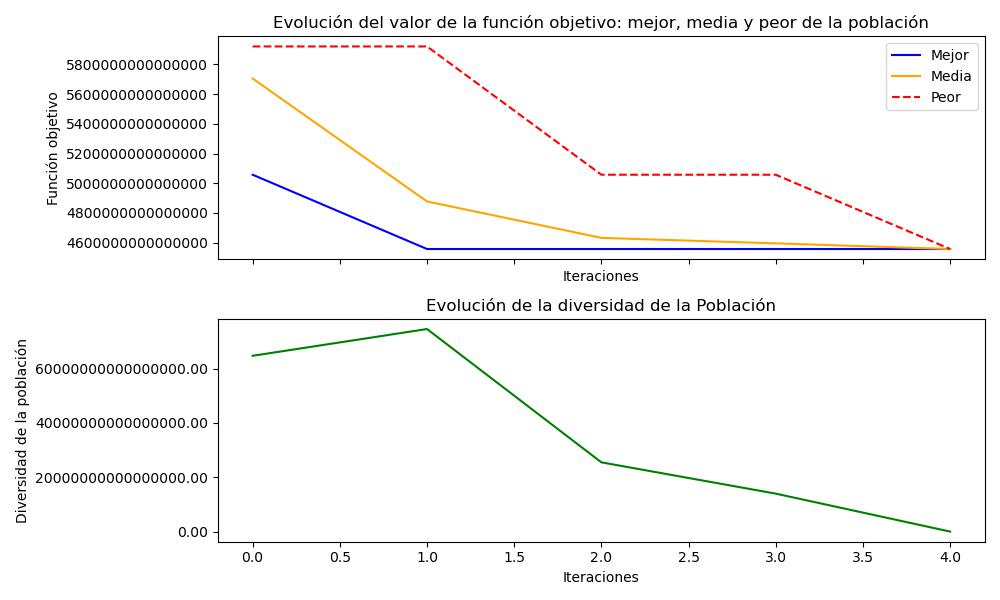 Evolución del valor de la función objetivo: mejor, media y peor de la población
Función objetivo
5800000000000000
5600000000000000
5400000000000000
5200000000000000
5000000000000000
4800000000000000
4600000000000000
Mejor
Media
Peor
Iteraciones
Evolución de la diversidad de la Población
Diversidad de la población
60000000000000000.00
40000000000000000.00
20000000000000000.00
0.00
0.0 0.5 1.0 1.5 2.0 2.5 3.0 3.5 4.0
Iteraciones